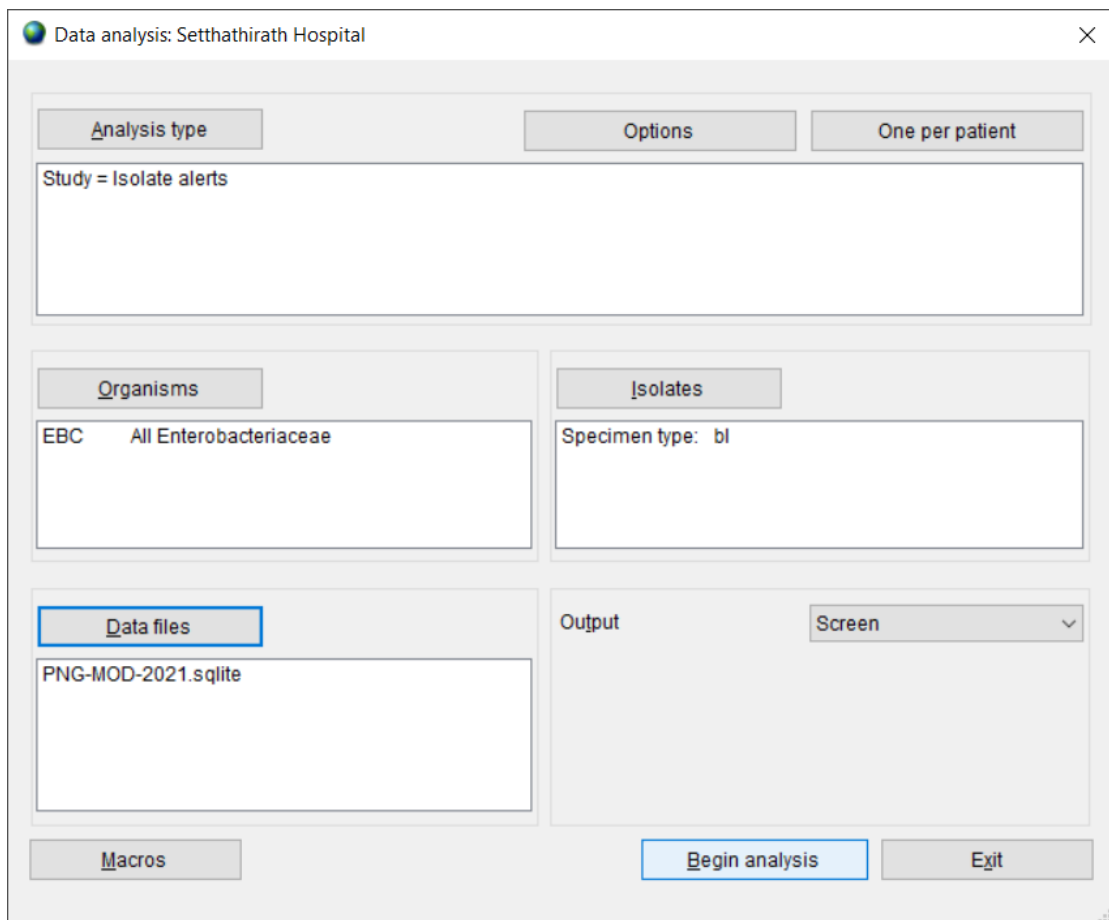 Data analysis: Setthathirath Hospital
Analysis type
Options
One per patient
Study = Isolate alerts
Organisms
Isolates
EBC All Enterobacteriaceae
Specimen type: bl
Data files
Output
Screen
PNG-MOD-2021.sqlite
Macros
Begin analysis
Exit